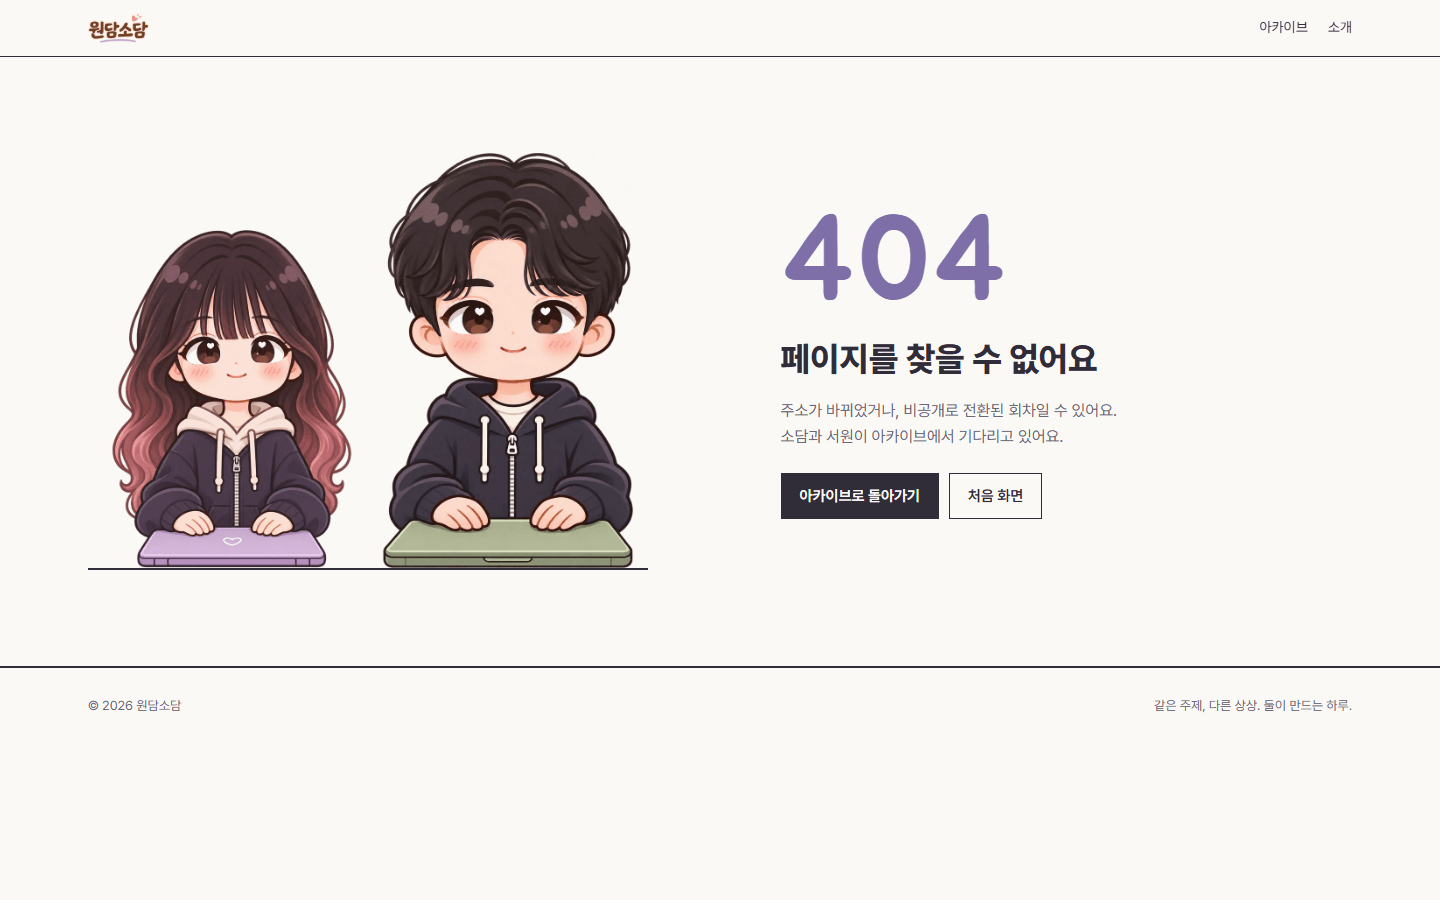 원담소담
아카이브 소개
404
페이지를 찾을 수 없어요
주소가 바뀌었거나, 비공개로 전환된 회차일 수 있어요.
소담과 서원이 아카이브에서 기다리고 있어요.
아카이브로 돌아가기 처음 화면
© 2026 원담소담
같은 주제, 다른 상상. 둘이 만드는 하루.